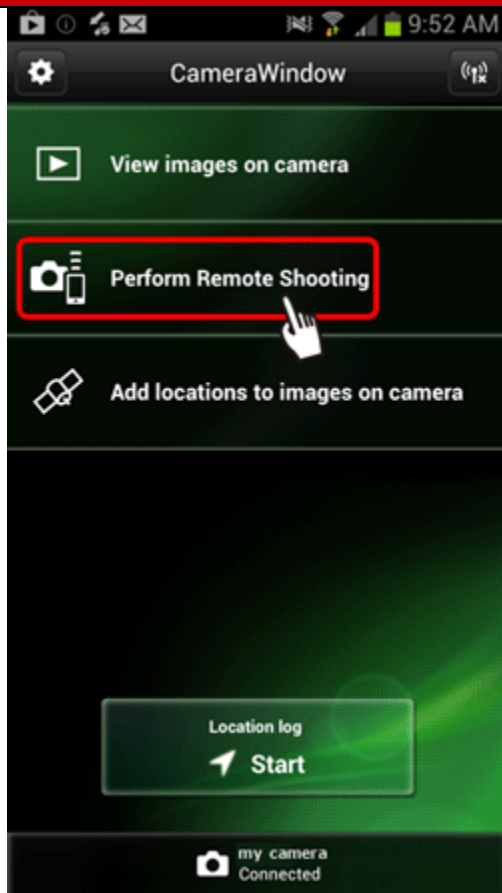 9:52 AM
CameraWindow
View images on camera
Perform Remote Shooting
Add locations to images on camera
Location log
Start
my camera
Connected